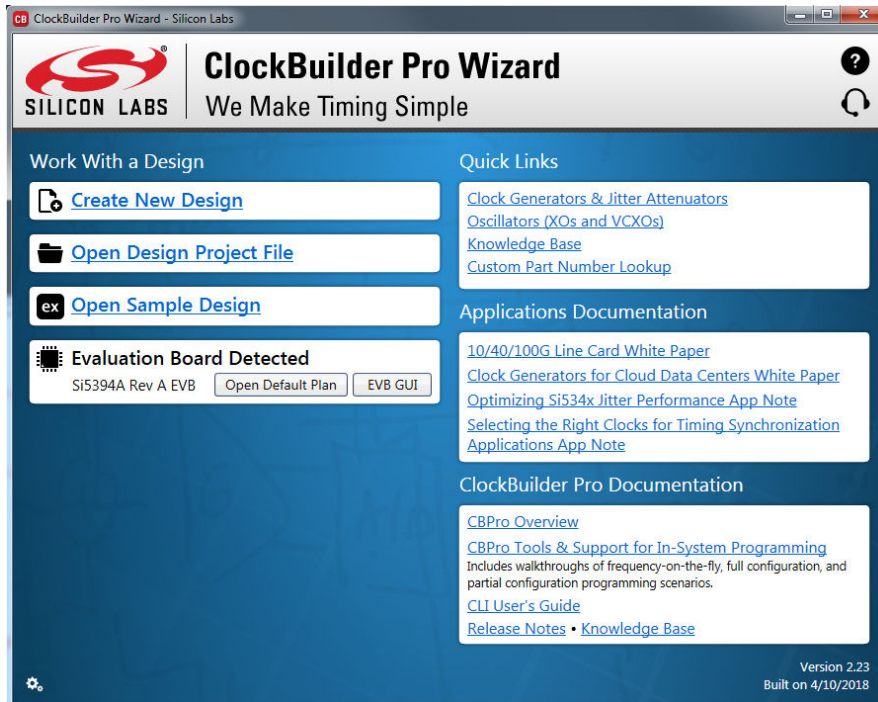 CB ClockBuilder Pro Wizard - Silicon Labs
SILICON LABS
ClockBuilder Pro Wizard
We Make Timing Simple
?
Work With a Design
Create New Design
Open Design Project File
ex Open Sample Design
Evaluation Board Detected
Si5394A Rev A EVB Open Default Plan EVB GUI
Quick Links
Clock Generators & Jitter Attenuators
Oscillators (XOs and VCXOs)
Knowledge Base
Custom Part Number Lookup
Applications Documentation
10/40/100G Line Card White Paper
Clock Generators for Cloud Data Centers White Paper
Optimizing Si534x Jitter Performance App Note
Selecting the Right Clocks for Timing Synchronization
Applications App Note
ClockBuilder Pro Documentation
CBPro Overview
CBPro Tools & Support for In-System Programming
Includes walkthroughs of frequency-on-the-fly, full configuration, and
partial configuration programming scenarios.
CLI User's Guide
Release Notes • Knowledge Base
Version 2.23
Built on 4/10/2018